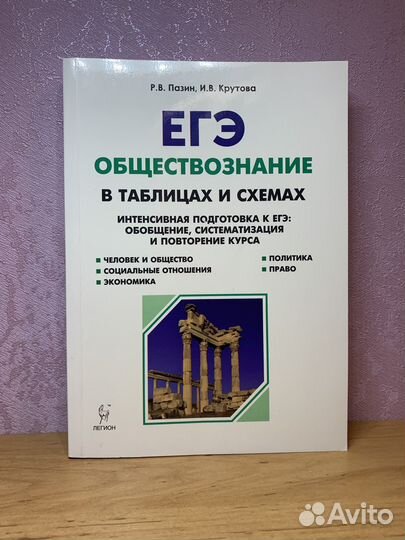 Р.В. Пазин, И.В. Крутова
ЕГЭ
ОБЩЕСТВОЗНАНИЕ
В ТАБЛИЦАХ И СХЕМАХ
ИНТЕНСИВНАЯ ПОДГОТОВКА К ЕГЭ:
ОБОБЩЕНИЕ, СИСТЕМАТИЗАЦИЯ
И ПОВТОРЕНИЕ КУРСА
ЧЕЛОВЕК И ОБЩЕСТВО
СОЦИАЛЬНЫЕ ОТНОШЕНИЯ
ЭКОНОМИКА
ПОЛИТИКА
ПРАВО
ЛЕГИОН
Avito